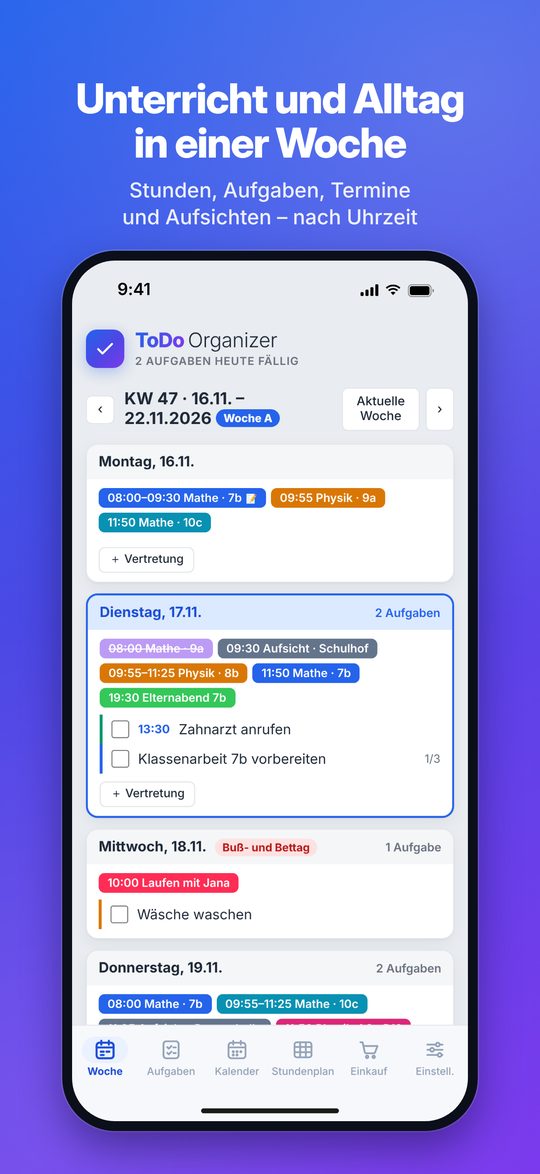 Unterricht und Alltag
in einer Woche
Stunden, Aufgaben, Termine
und Aufsichten – nach Uhrzeit
9:41
ToDo Organizer
2 AUFGABEN HEUTE FÄLLIG
‹
KW 47 · 16.11. –
22.11.2026 Woche A
Aktuelle
Woche
›
Montag, 16.11.
08:00–09:30 Mathe · 7b 📝 09:55 Physik · 9a
11:50 Mathe · 10c
+ Vertretung
Dienstag, 17.11. 2 Aufgaben
08:00 Mathe · 9a 09:30 Aufsicht · Schulhof
09:55–11:25 Physik · 8b 11:50 Mathe · 7b
19:30 Elternabend 7b
13:30 Zahnarzt anrufen
Klassenarbeit 7b vorbereiten 1/3
+ Vertretung
Mittwoch, 18.11. Buß- und Bettag 1 Aufgabe
10:00 Laufen mit Jana
Wäsche waschen
Donnerstag, 19.11. 2 Aufgaben
08:00 Mathe · 7b 09:55–11:25 Mathe · 10c
Woche Aufgaben Kalender Stundenplan Einkauf Einstell.